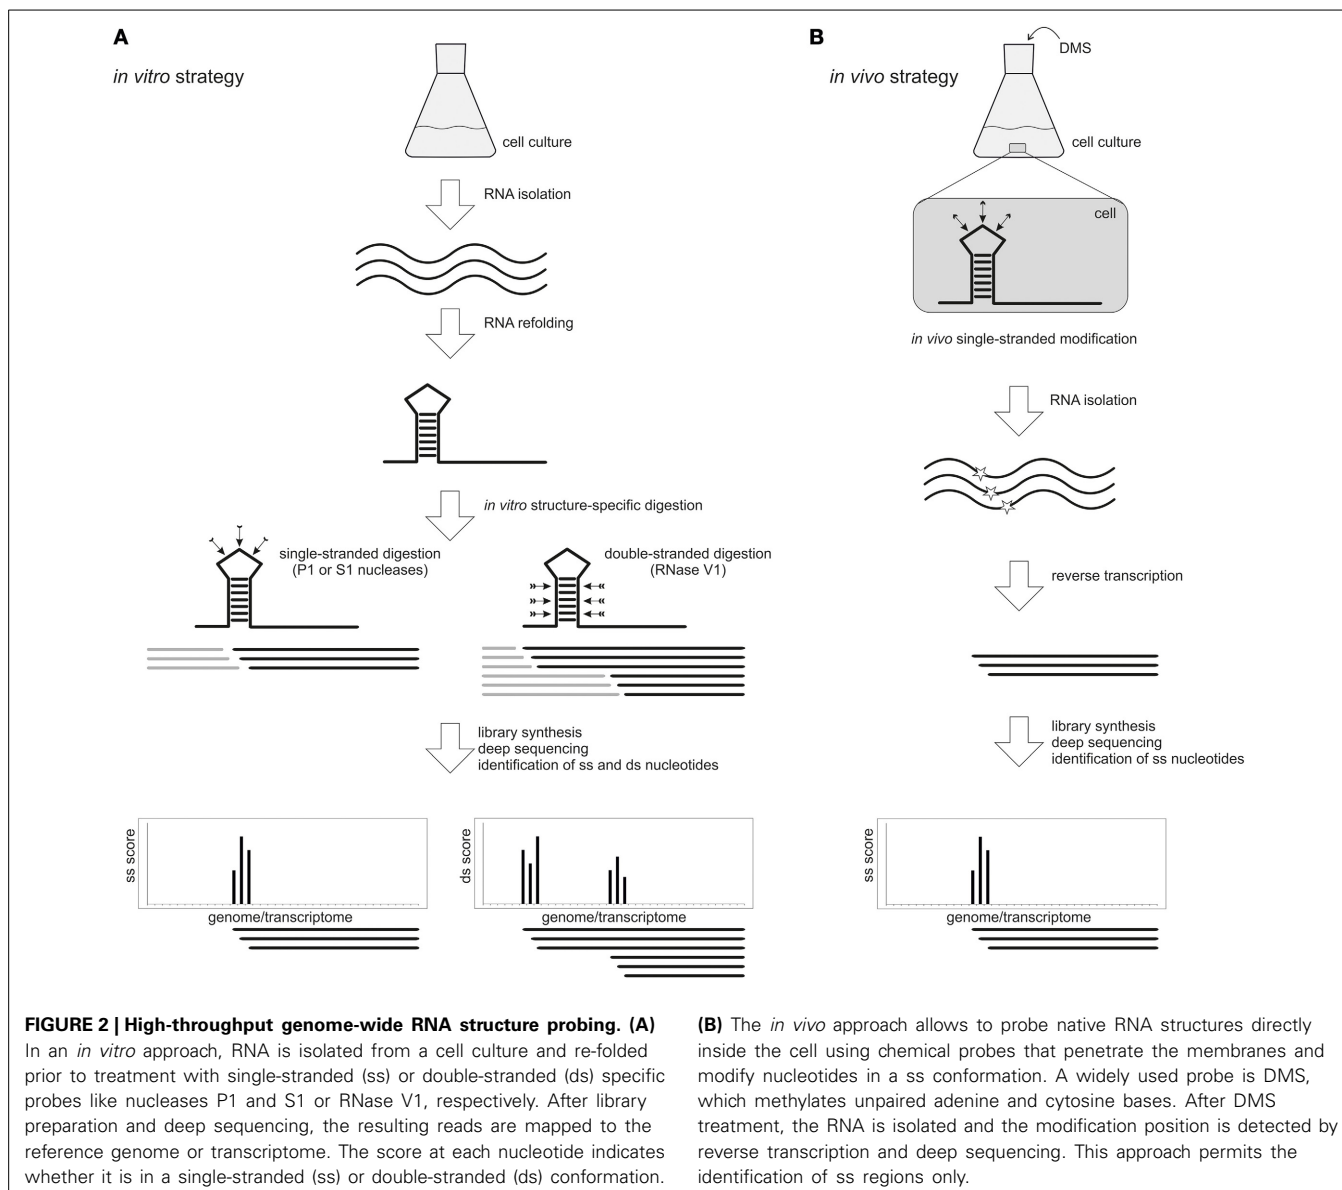 A
in vitro strategy
cell culture
RNA isolation
RNA refolding
in vitro structure-specific digestion
single-stranded digestion
(P1 or S1 nucleases)
double-stranded digestion
(RNase V1)
library synthesis
deep sequencing
identification of ss and ds nucleotides
ss score
genome/transcriptome
ds score
genome/transcriptome
B
in vivo strategy
DMS
cell culture
cell
in vivo single-stranded modification
RNA isolation
reverse transcription
library synthesis
deep sequencing
identification of ss nucleotides
ss score
genome/transcriptome
FIGURE 2 | High-throughput genome-wide RNA structure probing. (A)
In an in vitro approach, RNA is isolated from a cell culture and re-folded
prior to treatment with single-stranded (ss) or double-stranded (ds) specific
probes like nucleases P1 and S1 or RNase V1, respectively. After library
preparation and deep sequencing, the resulting reads are mapped to the
reference genome or transcriptome. The score at each nucleotide indicates
whether it is in a single-stranded (ss) or double-stranded (ds) conformation.
(B) The in vivo approach allows to probe native RNA structures directly
inside the cell using chemical probes that penetrate the membranes and
modify nucleotides in a ss conformation. A widely used probe is DMS,
which methylates unpaired adenine and cytosine bases. After DMS
treatment, the RNA is isolated and the modification position is detected by
reverse transcription and deep sequencing. This approach permits the
identification of ss regions only.